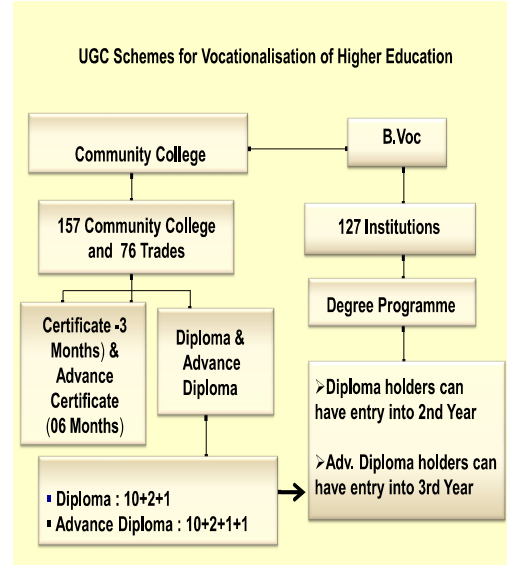 UGC Schemes for Vocationalisation of Higher Education
Community College
B.Voc
157 Community College
and 76 Trades
127 Institutions
Certificate -3
Months) &
Advance
Certificate
(06 Months)
Diploma &
Advance
Diploma
Degree Programme
➢Diploma holders can
have entry into 2nd Year
➢Adv. Diploma holders can
have entry into 3rd Year
▪ Diploma : 10+2+1
▪ Advance Diploma : 10+2+1+1